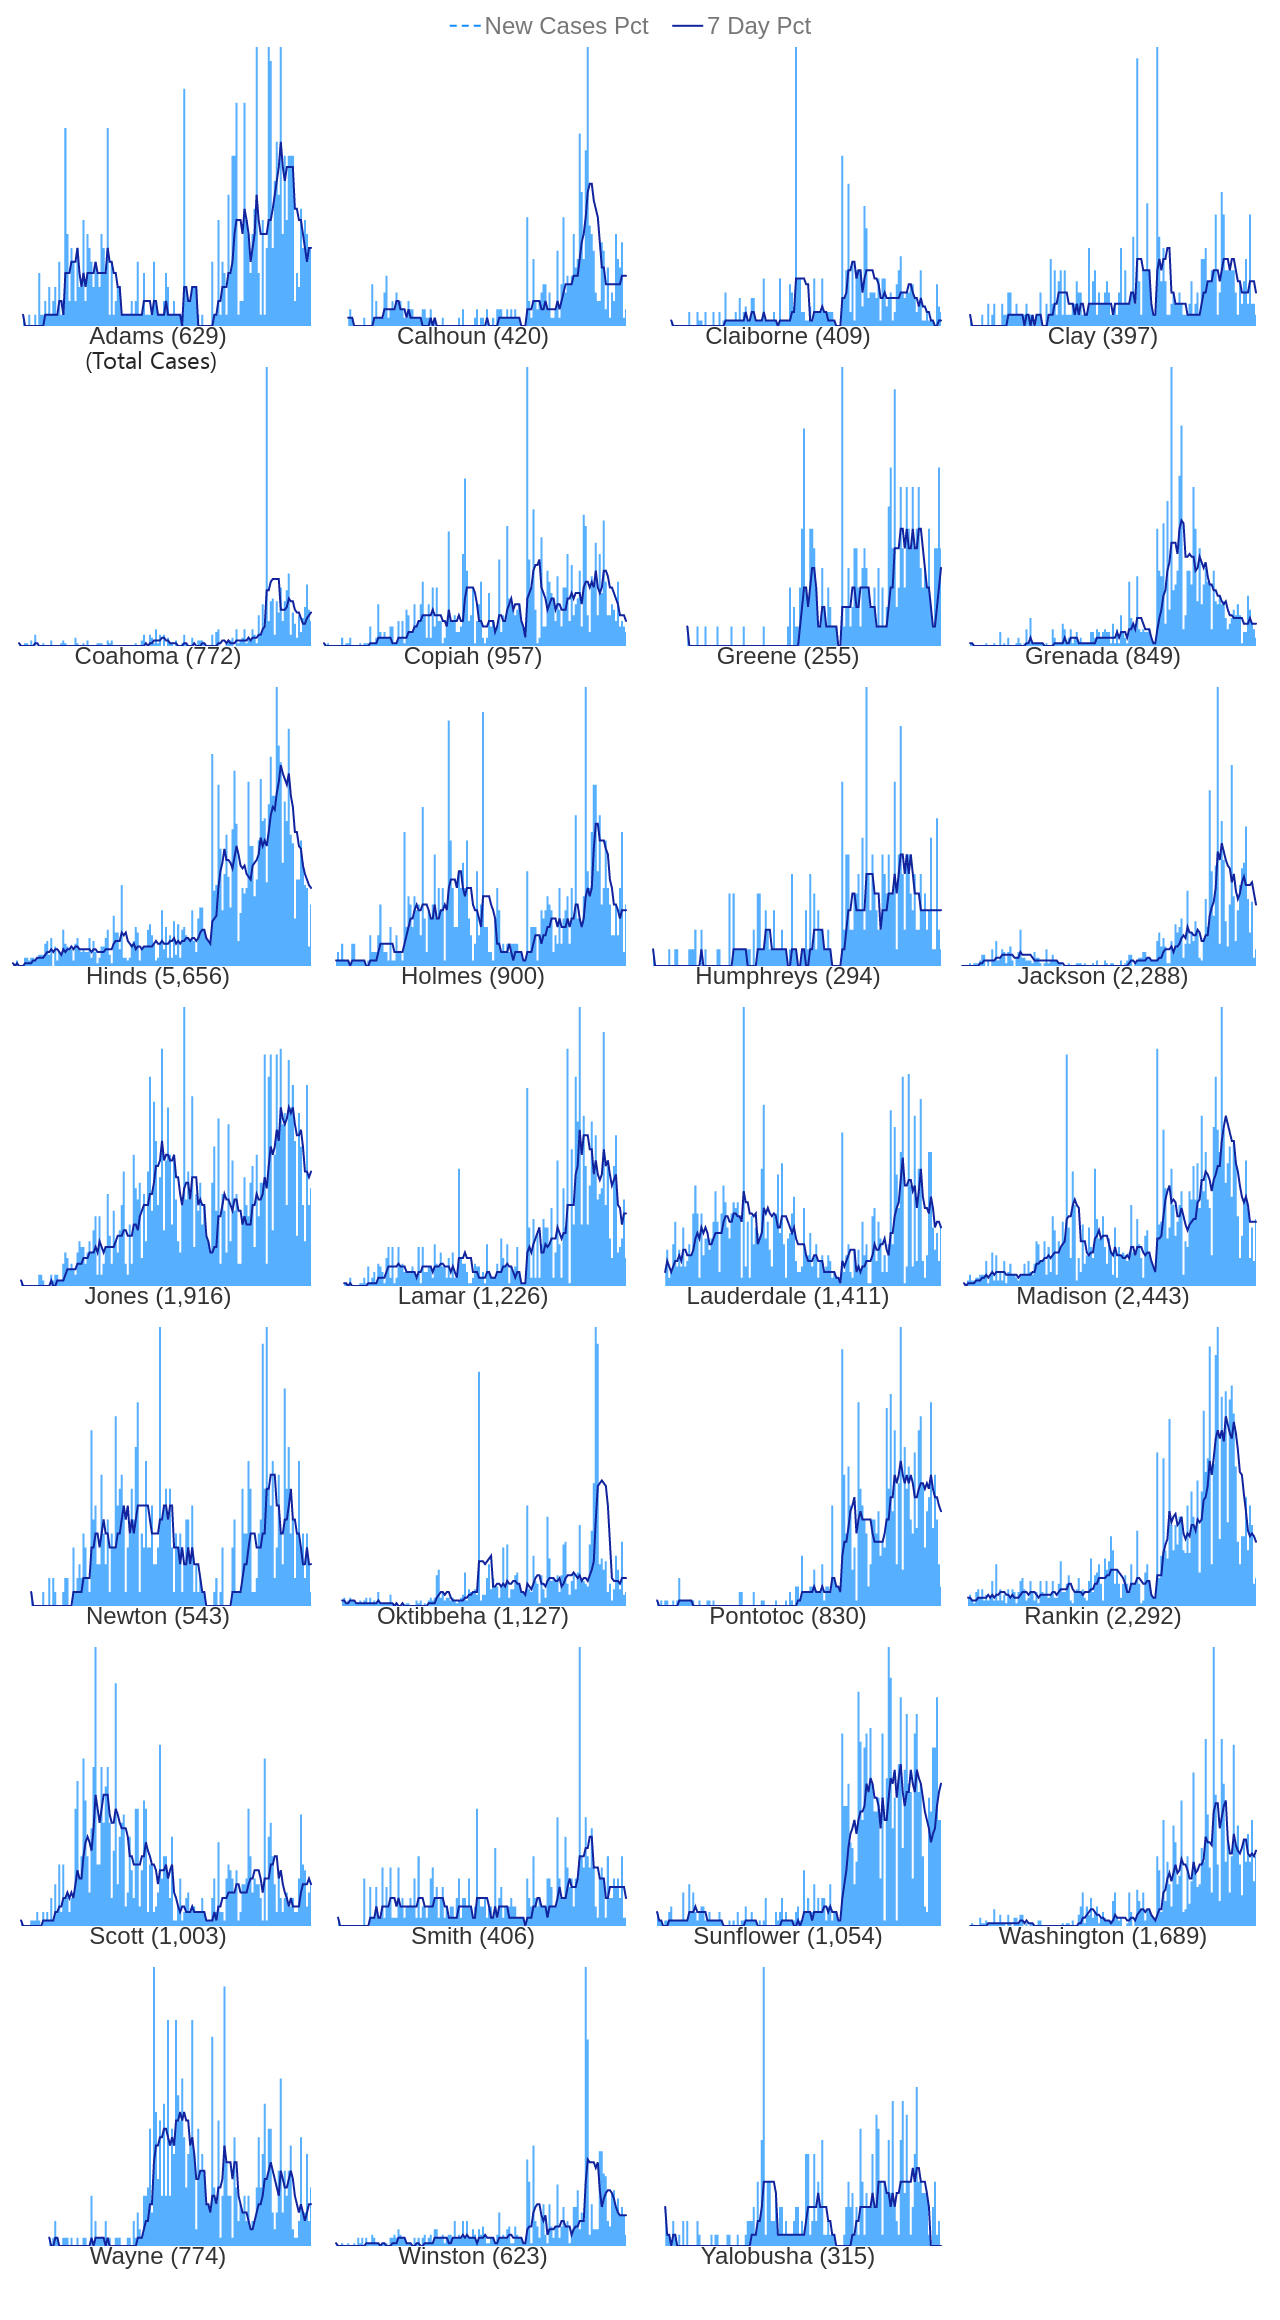 New Cases Pct 7 Day Pct
Adams (629) Calhoun (420) Claiborne (409) Clay (397)
(Total Cases)
Coahoma (772) Copiah (957) Greene (255) Grenada (849)
Hinds (5,656) Holmes (900) Humphreys (294) Jackson (2,288)
Jones (1,916) Lamar (1,226) Lauderdale (1,411) Madison (2,443)
Newton (543) Oktibbeha (1,127) Pontotoc (830) Rankin (2,292)
Scott (1,003) Smith (406) Sunflower (1,054) Washington (1,689)
Wayne (774) Winston (623) Yalobusha (315)